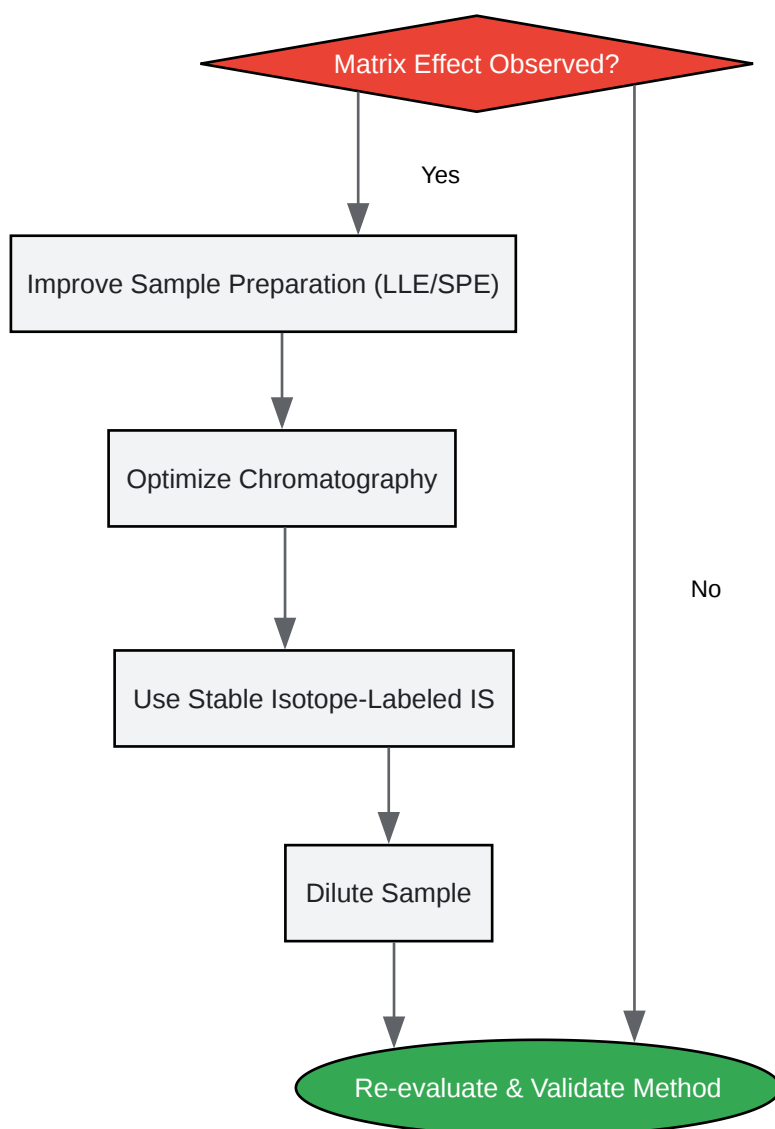 Matrix Effect Observed?
Yes
Improve Sample Preparation (LLE/SPE)
Optimize Chromatography
No
Use Stable Isotope-Labeled IS
Dilute Sample
Re-evaluate & Validate Method